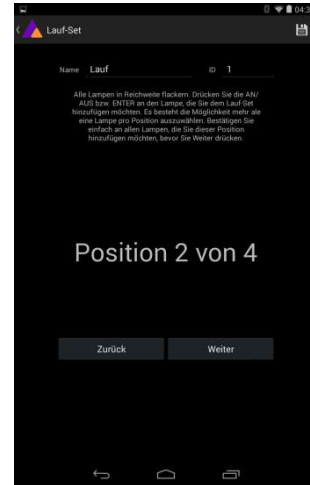 04:3
Lauf-Set
Name Lauf ID 1
Alle Lampen in Reichweite flackern. Drücken Sie die AN/
AUS bzw. ENTER an den Lampe, die Sie dem Lauf-Set
hinzufügen möchten. Es besteht die Möglichkeit mehr als
eine Lampe pro Position auszuwählen. Bestätigen Sie
einfach an allen Lampen, die Sie dieser Position
hinzufügen möchten, bevor Sie Weiter drücken.
Position 2 von 4
Zurück Weiter